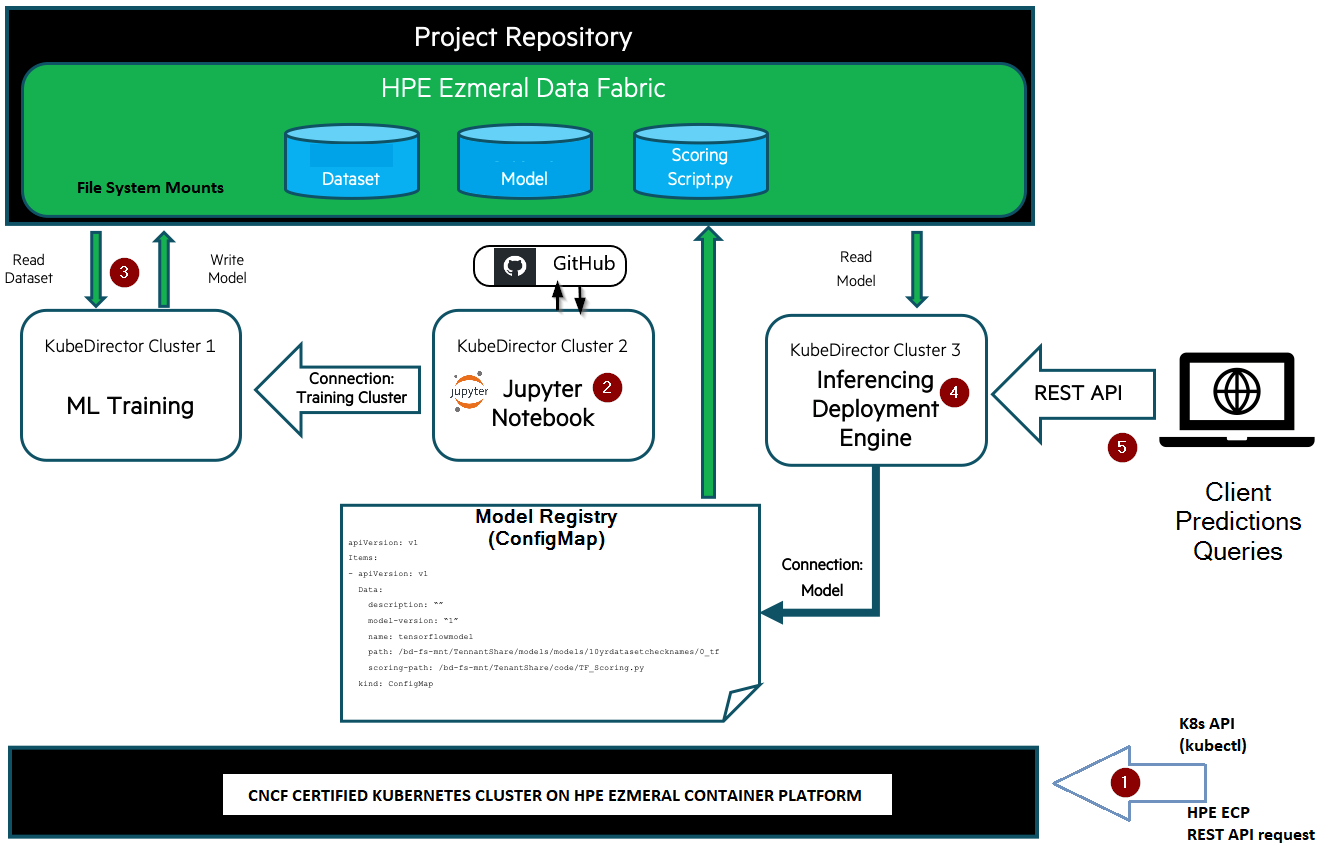 Project Repository
HPE Ezmeral Data Fabric
Dataset
Model
Scoring
Script.py
File System Mounts
Read
Dataset
3
Write
Model
GitHub
Read
Model
KubeDirector Cluster 1
ML Training
Connection:
Training Cluster
KubeDirector Cluster 2
jupyter
Jupyter
Notebook
2
KubeDirector Cluster 3
Inferencing
Deployment
Engine
4
REST API
5
Client
Predictions
Queries
Model Registry
(ConfigMap)
apiVersion: v1
Items:
- apiVersion: v1
Data:
description: “”
model-version: “1”
name: tensorflowmodel
path: /bd-fs-mnt/TennantShare/models/models/10yrdatasetchecknames/0_tf
scoring-path: /bd-fs-mnt/TenantShare/code/TF_Scoring.py
kind: ConfigMap
Connection:
Model
K8s API
(kubectl)
1
HPE ECP
REST API request
CNCF CERTIFIED KUBERNETES CLUSTER ON HPE EZMERAL CONTAINER PLATFORM